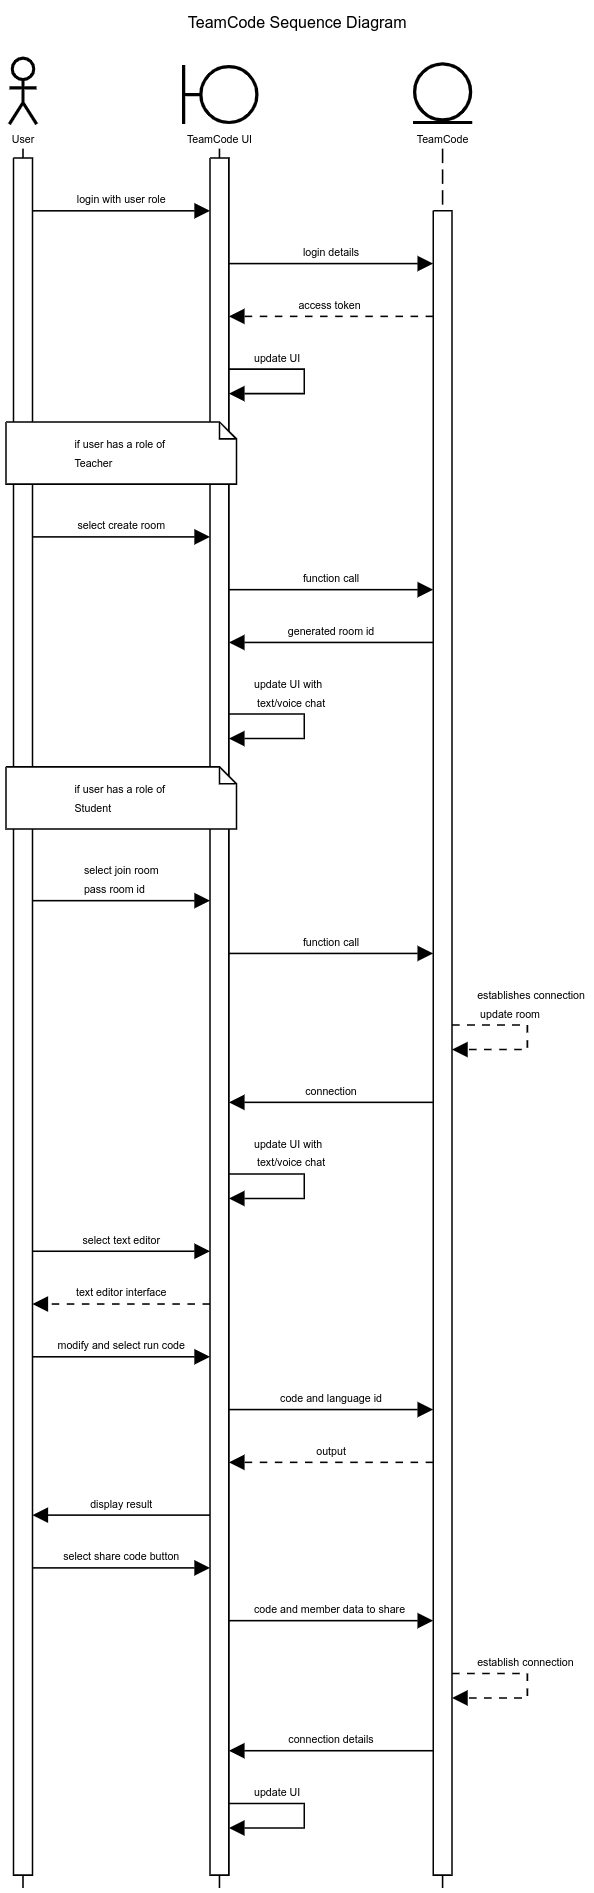 TeamCode Sequence Diagram
User
TeamCode UI
TeamCode
login with user role
login details
access token
update UI
if user has a role of
Teacher
select create room
function call
generated room id
update UI with
text/voice chat
if user has a role of
Student
select join room
pass room id
function call
establishes connection
update room
connection
update UI with
text/voice chat
select text editor
text editor interface
modify and select run code
code and language id
output
display result
select share code button
code and member data to share
establish connection
connection details
update UI